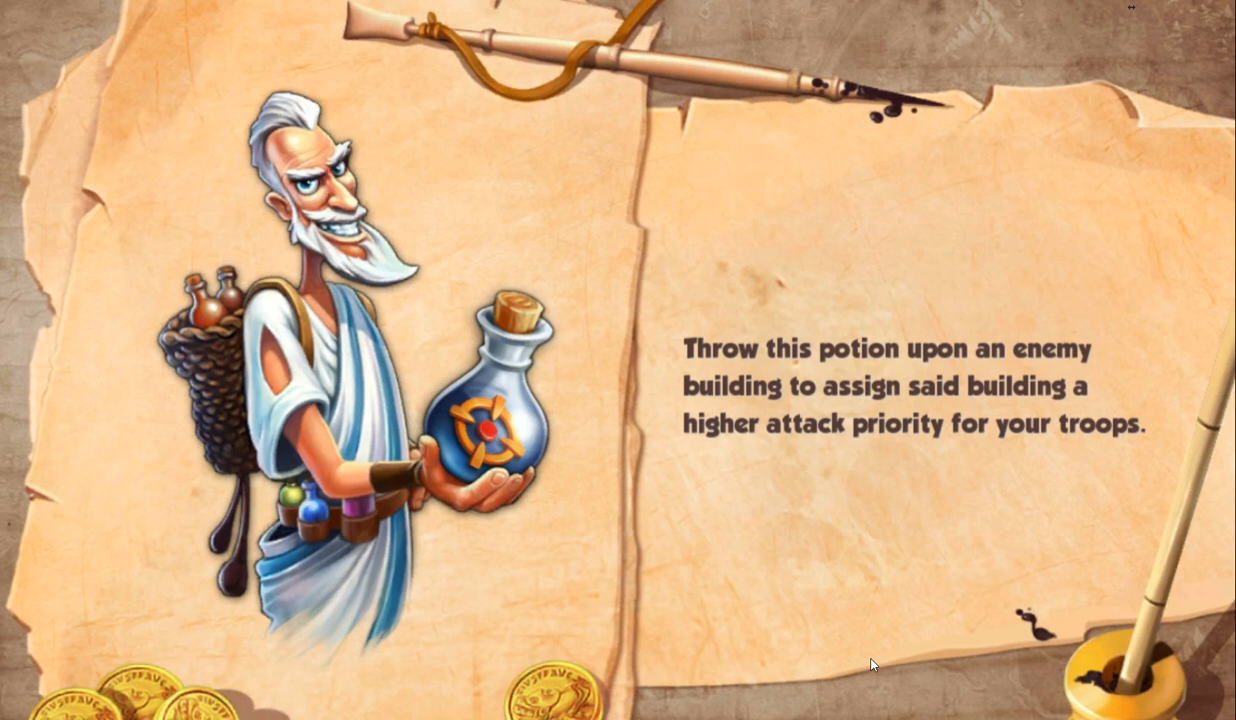 Throw this potion upon an enemy
building to assign said building a
higher attack priority for your troops.